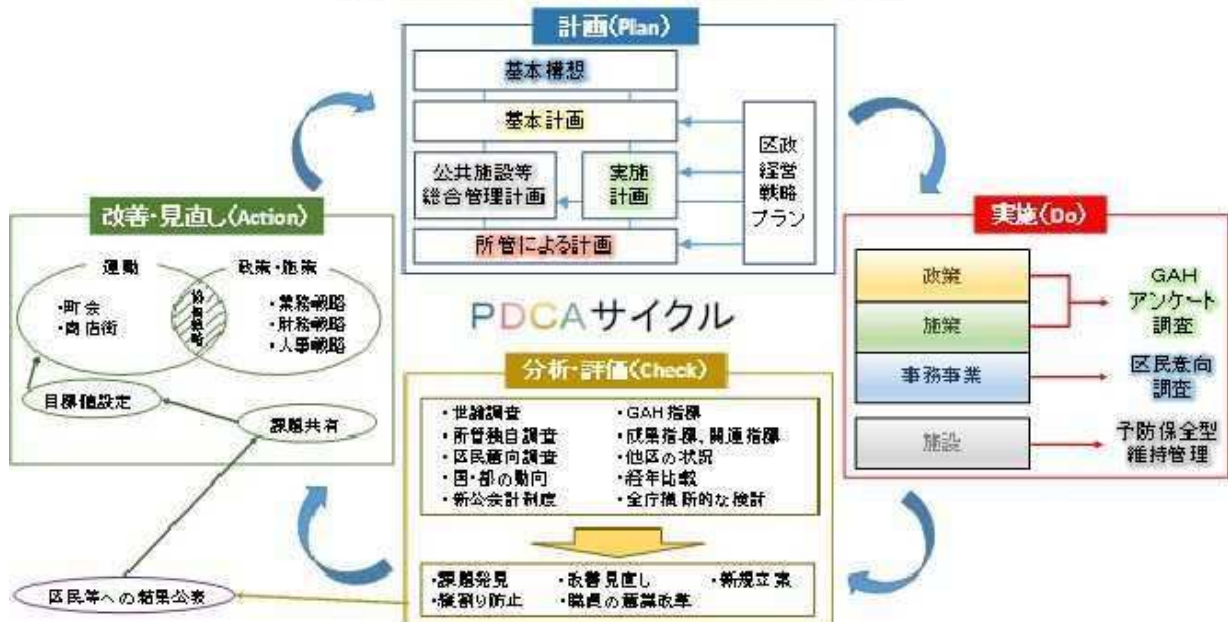 計画(Plan)
基本構想
基本計画
公共施設等
総合管理計画
実施
計画
所管による計画
区政
経営
戦略
プラン
改善・見直し(Action)
運動
・町会
・商店街
政策・施策
・業務戦略
・財務戦略
・人事戦略
協働戦略
目標値設定
課題共有
区民等への結果公表
PDCAサイクル
実施(Do)
政策
施策
事務事業
施設
GAH
アンケート
調査
区民意向
調査
予防保全型
維持管理
分析・評価(Check)
・世論調査
・所管独自調査
・区民意向調査
・国・都の動向
・新公会計制度
・GAH指標
・成果指標、関連指標
・他区の状況
・経年比較
・全庁横断的な検討
・課題発見
・改善見直し
・新規立案
・縦割り防止
・職員の意識改革